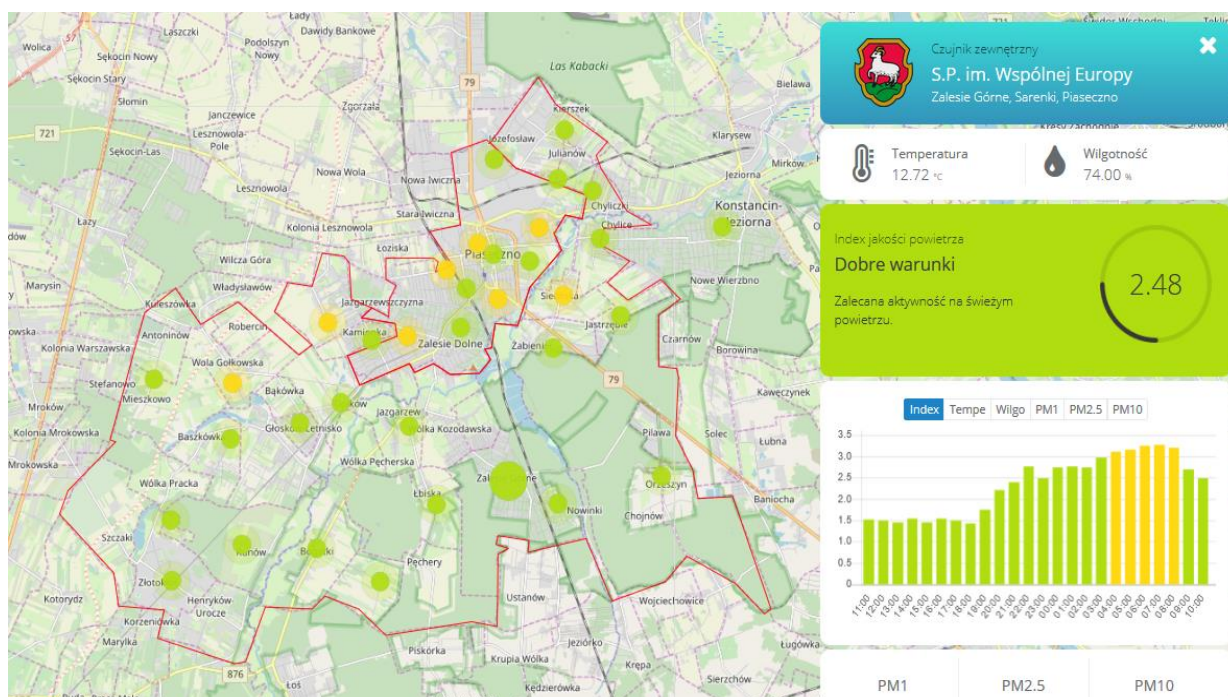 Łady
Laszczki
Dawidy Bankowe
57
Wolica
Podolszyn
Nowy
Sękocin Nowy
79
Las Kabacki
Bielawa
Sękocin Stary
Słomin
Zgorzała
Kierszek
Janczewice
721
Lesznowola-
Pole
Józefosław
Klarysew
Julianów
Sękocin-Las
Nowa Wola
Nowa Iwiczna
Mirków
Jeziorna
Lesznowola
Chyliczki
Konstancin-
Jeziorna
Łazy
Stara Iwiczna
Kolonia Lesznowola
Chylice
Łoziska
Piaseczno
Wilcza Góra
Nowe Wierzbno
Marysin
Władysławów
Kuleszówka
Jazgarzewszczyzna
Robercin
Jastrzębie
Antoninów
Kolonia Warszawska
Zalesie Dolne
Żabieniec
Czarnów
Borowina
Wola Gołkowska
79
Stefanowo
Mieszkowo
Bąkówka
Kawęczynek
Mroków
Jazgarzew
Głosków-Letnisko
Wólka Kozodawska
Kolonia Mrokowska
Baszkówka
Pilawa
Solec
Łubna
Mrokowska
Wólka Pęcherska
Wólka Pracka
Orzeszyn
Baniocha
Łbiska
Nowinki
Chojnów
Szczaki
Runów
Pęchery
Kotorydz
Henryków-
Urocze
Ustanów
Wojciechowice
Korzeniówka
Marylka
Jeziórko
Piskórka
Ługówka
Krupia Wólka
Krępa
876
Łoś
Kędzierówka
Sierzchów
721
Czujnik zewnętrzny
S.P. im. Wspólnej Europy
Zalesie Górne, Sarenki, Piaseczno
Temperatura
12.72 °C
Wilgotność
74.00 %
Index jakości powietrza
Dobre warunki
Zalecana aktywność na świeżym
powietrzu.
2.48
Index Tempe Wilgo PM1 PM2.5 PM10
3.5
3.0
2.5
2.0
1.5
1.0
0.5
0
11:00 12:00 13:00 14:00 15:00 16:00 17:00 18:00 19:00 20:00 21:00 22:00 23:00 00:00 01:00 02:00 03:00 04:00 05:00 06:00 07:00 08:00 09:00 10:00
PM1 PM2.5 PM10